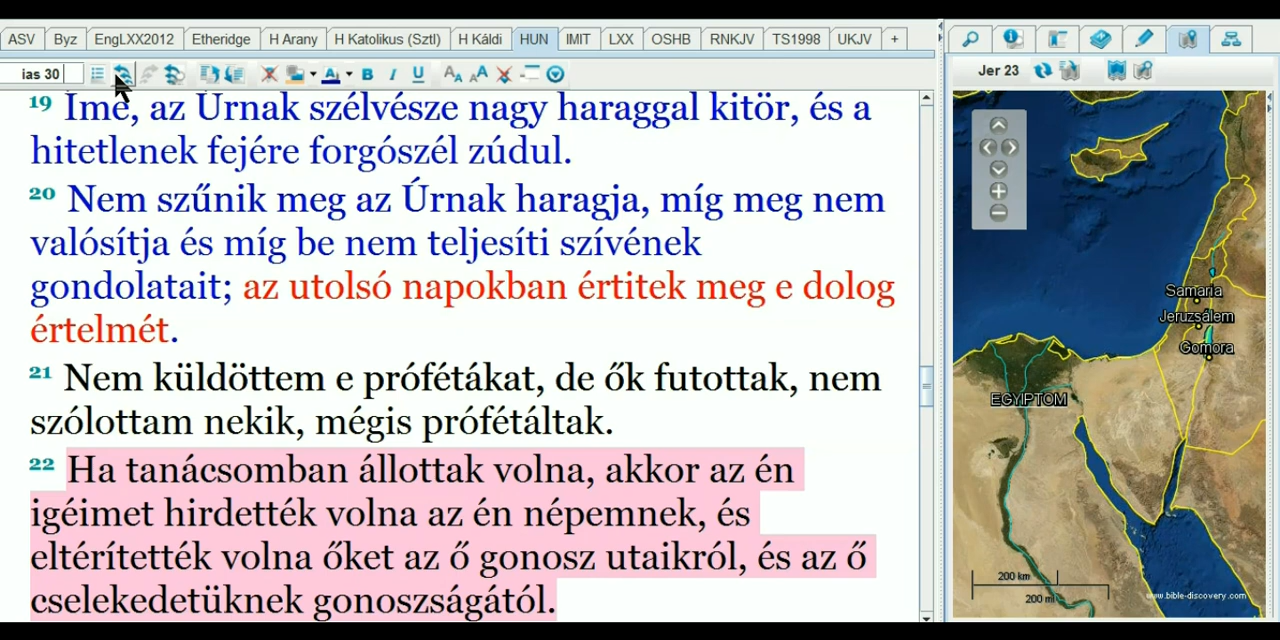 ASV Byz EngLXX2012 Etheridge H Arany H Katolikus (Sztl) H Káldi HUN IMIT LXX OSHB RNKJV TS1998 UKJV +
ias 30 B I U AA AA Jer 23
19 Ime, az Úrnak szélvésze nagy haraggal kitör, és a
hitetlenek fejére forgószél zúdul.
20 Nem szűnik meg az Úrnak haragja, míg meg nem
valósítja és míg be nem teljesíti szívének
gondolatait; az utolsó napokban értitek meg e dolog
értelmét.
21 Nem küldöttem e prófétákat, de ők futottak, nem
szólottam nekik, mégis prófétáltak.
22 Ha tanácsomban állottak volna, akkor az én
igéimet hirdették volna az én népemnek, és
eltérítették volna őket az ő gonosz utaikról, és az ő
cselekedetüknek gonoszságától.
Samaria
Jeruzsálem
Gomora
EGYIPTOM
200 km
200 mi
www.bible-discovery.com